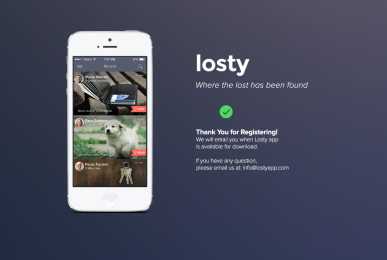 losty
Where the lost has been found
Thank You for Registering!
We will email you when Losty app
is available for download.
If you have any question,
please email us at: info@lostyapp.com
Recent